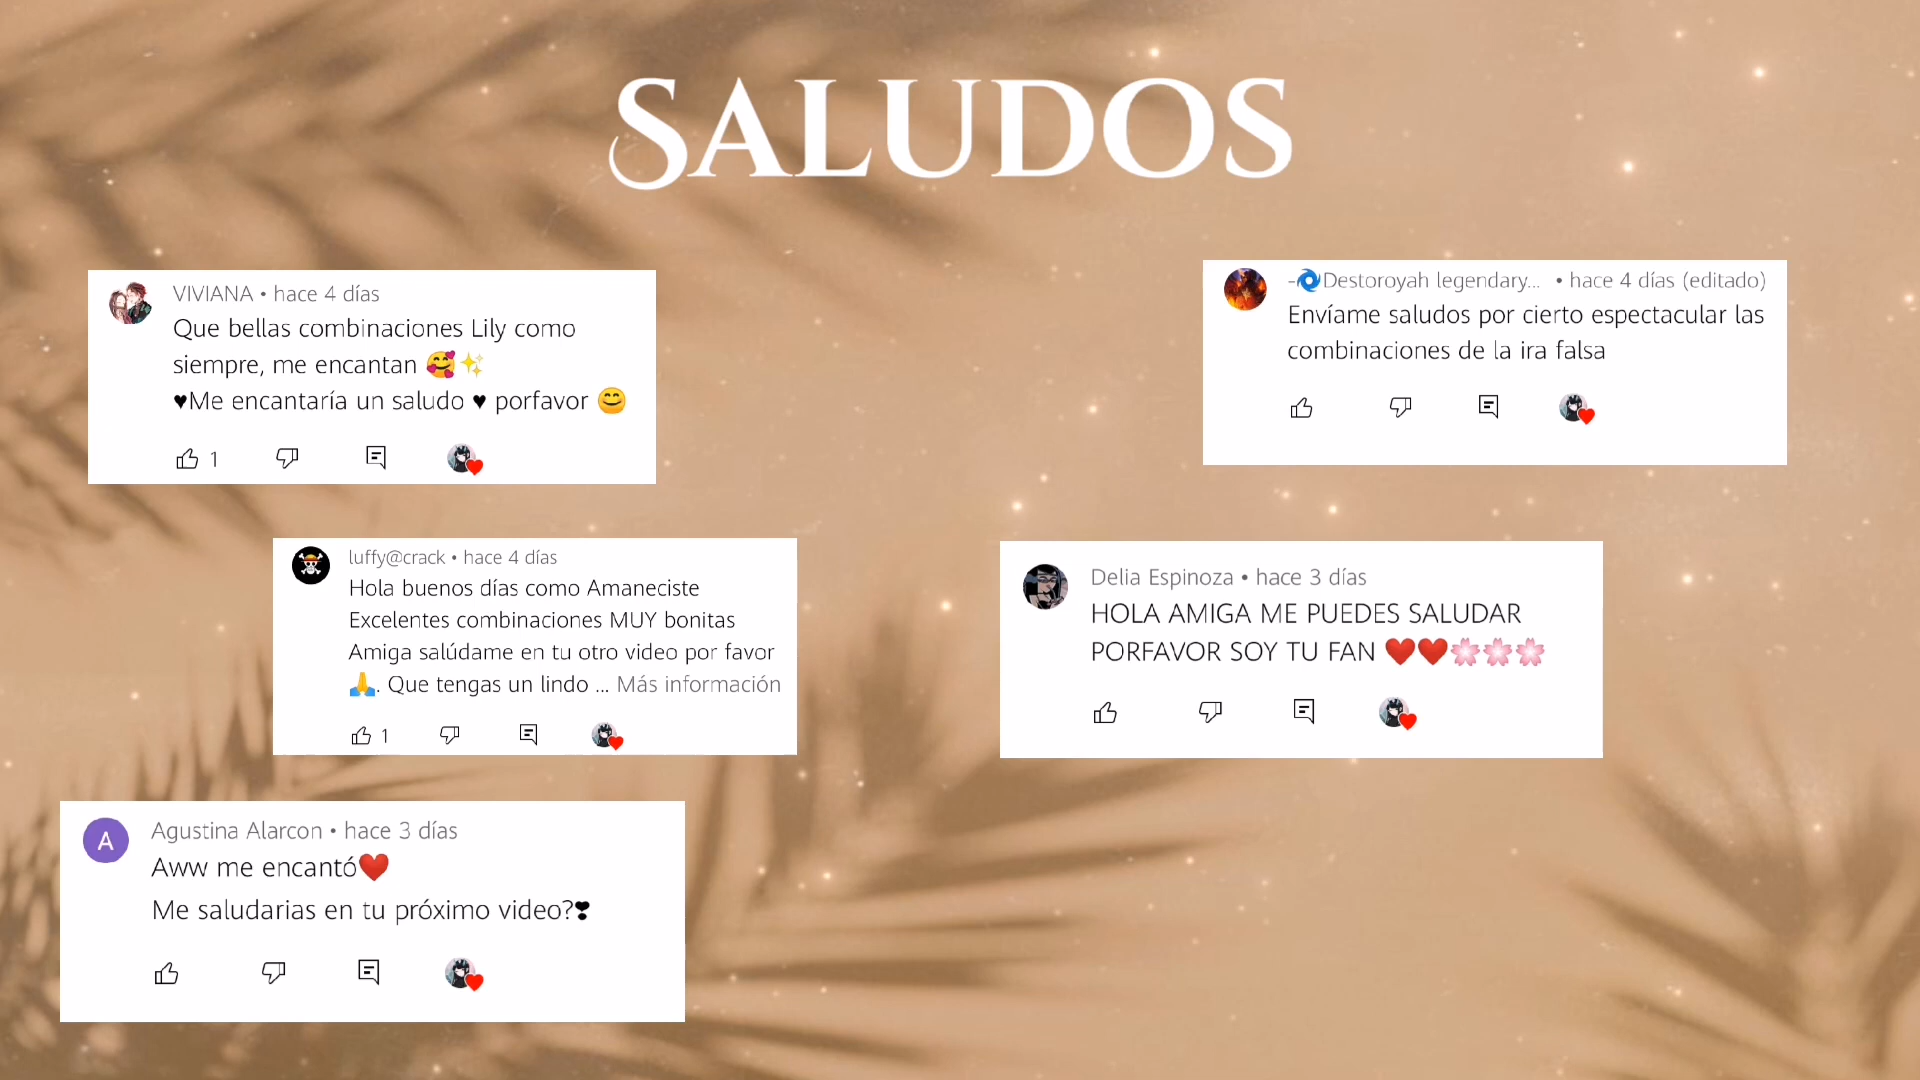 SALUDOS
VIVIANA • hace 4 días
Que bellas combinaciones Lily como
siempre, me encantan 🥰✨
♥Me encantaría un saludo ♥ porfavor 😊
1
-🌀Destoroyah legendary... • hace 4 días (editado)
Envíame saludos por cierto espectacular las
combinaciones de la ira falsa
luffy@crack • hace 4 días
Hola buenos días como Amaneciste
Excelentes combinaciones MUY bonitas
Amiga salúdame en tu otro video por favor
🙏. Que tengas un lindo ... Más información
1
Delia Espinoza • hace 3 días
HOLA AMIGA ME PUEDES SALUDAR
PORFAVOR SOY TU FAN ❤️❤️🌸🌸🌸
A
Agustina Alarcon • hace 3 días
Aww me encantó❤️
Me saludarias en tu próximo video?❣